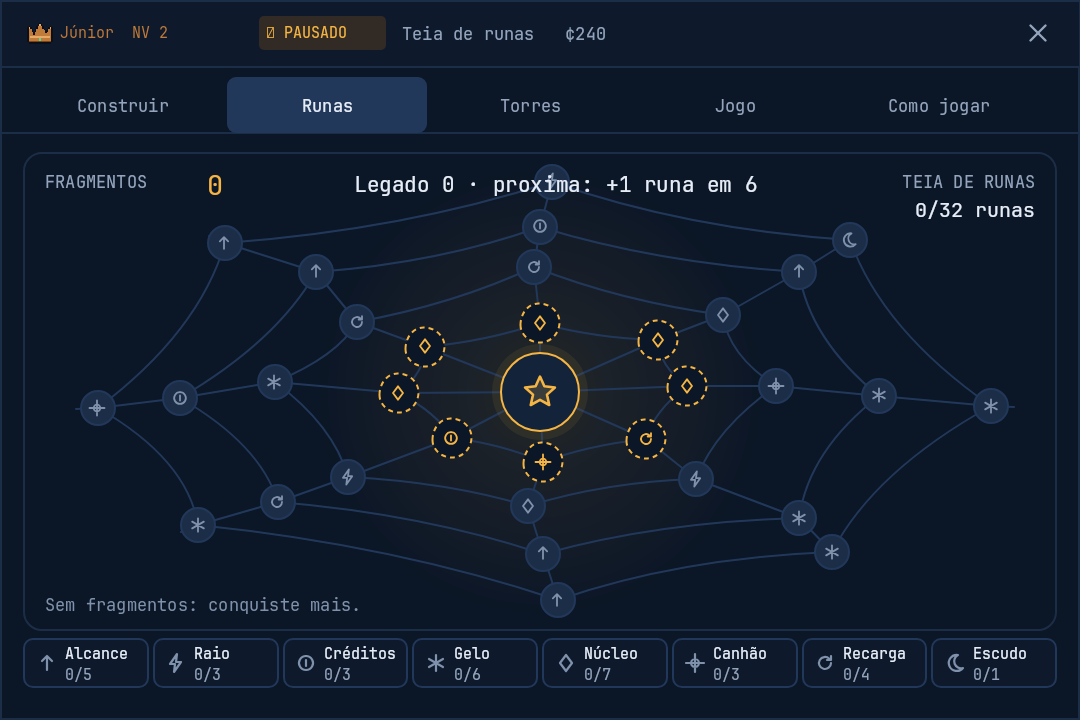 Júnior NV 2
PAUSADO
Teia de runas ₵240
Construir
Runas
Torres
Jogo
Como jogar
FRAGMENTOS 0
Legado 0 · proxima: +1 runa em 6
TEIA DE RUNAS
0/32 runas
Sem fragmentos: conquiste mais.
Alcance
0/5
Raio
0/3
Créditos
0/3
Gelo
0/6
Núcleo
0/7
Canhão
0/3
Recarga
0/4
Escudo
0/1